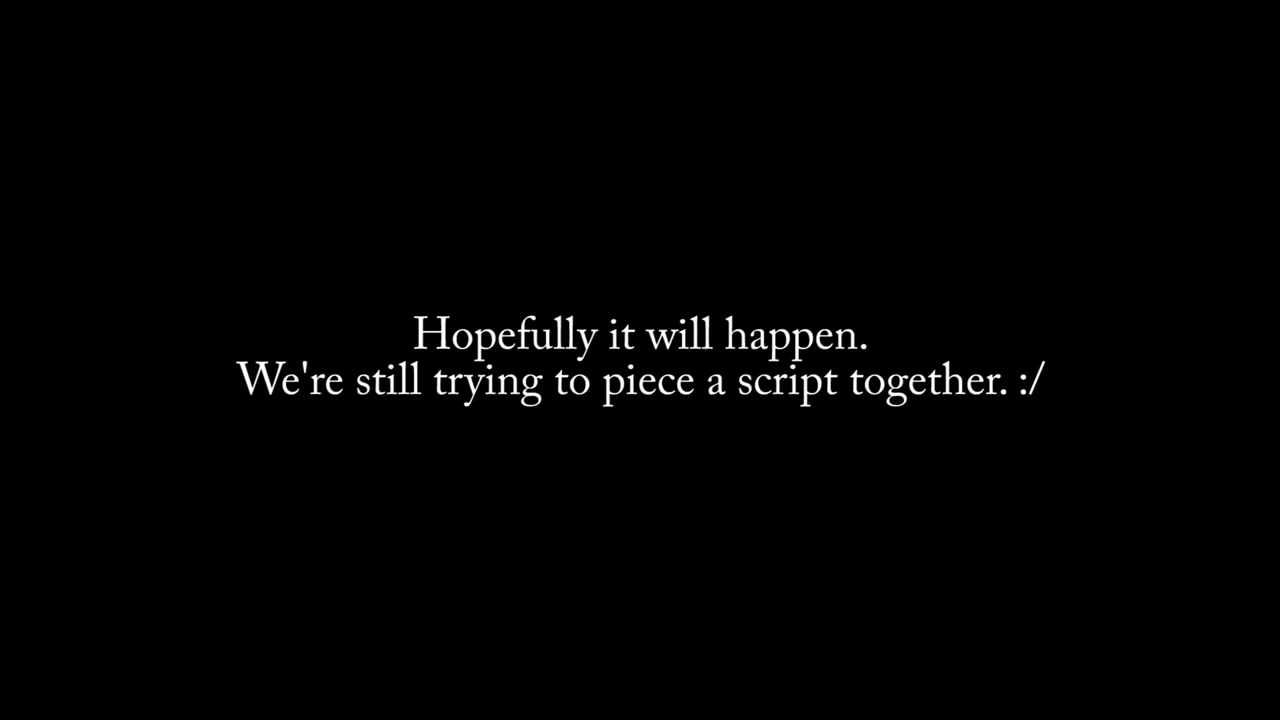 Hopefully it will happen.
We're still trying to piece a script together. :/